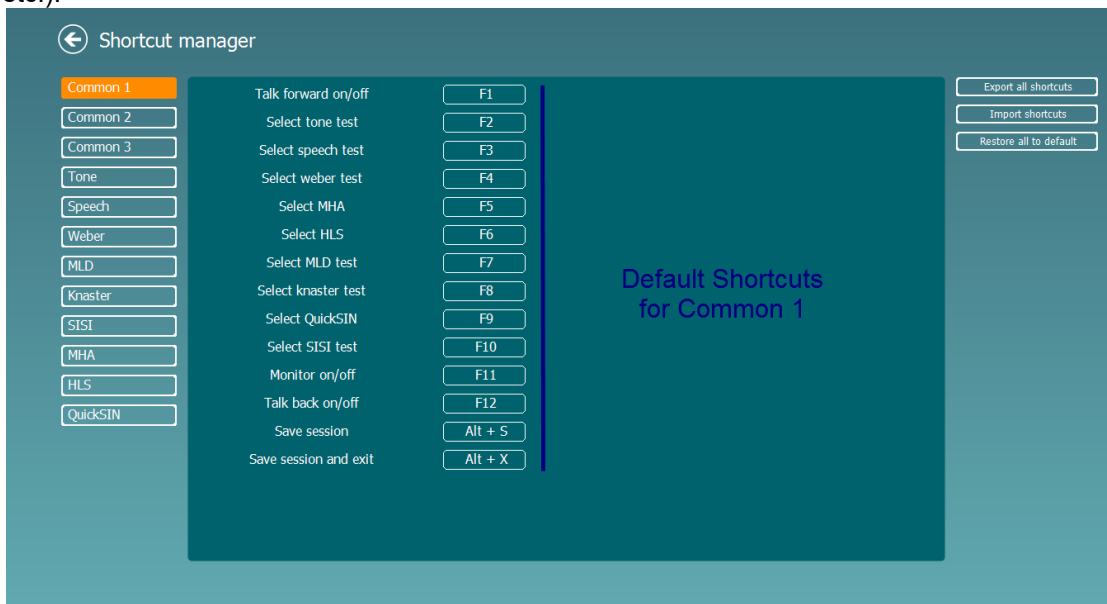 Shortcut manager
Common 1
Common 2
Common 3
Tone
Speech
Weber
MLD
Knaster
SISI
MHA
HLS
QuickSIN
Talk forward on/off F1
Select tone test F2
Select speech test F3
Select weber test F4
Select MHA F5
Select HLS F6
Select MLD test F7
Select knaster test F8
Select QuickSIN F9
Select SISI test F10
Monitor on/off F11
Talk back on/off F12
Save session Alt + S
Save session and exit Alt + X
Default Shortcuts
for Common 1
Export all shortcuts
Import shortcuts
Restore all to default